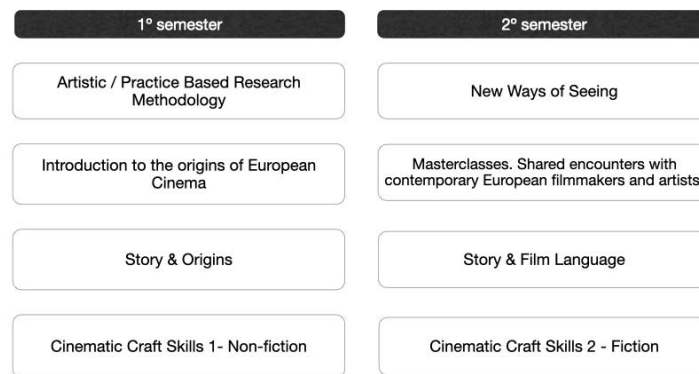 1º semester
Artistic / Practice Based Research
Methodology
Introduction to the origins of European
Cinema
Story & Origins
Cinematic Craft Skills 1- Non-fiction
2º semester
New Ways of Seeing
Masterclasses. Shared encounters with
contemporary European filmmakers and artists
Story & Film Language
Cinematic Craft Skills 2 - Fiction